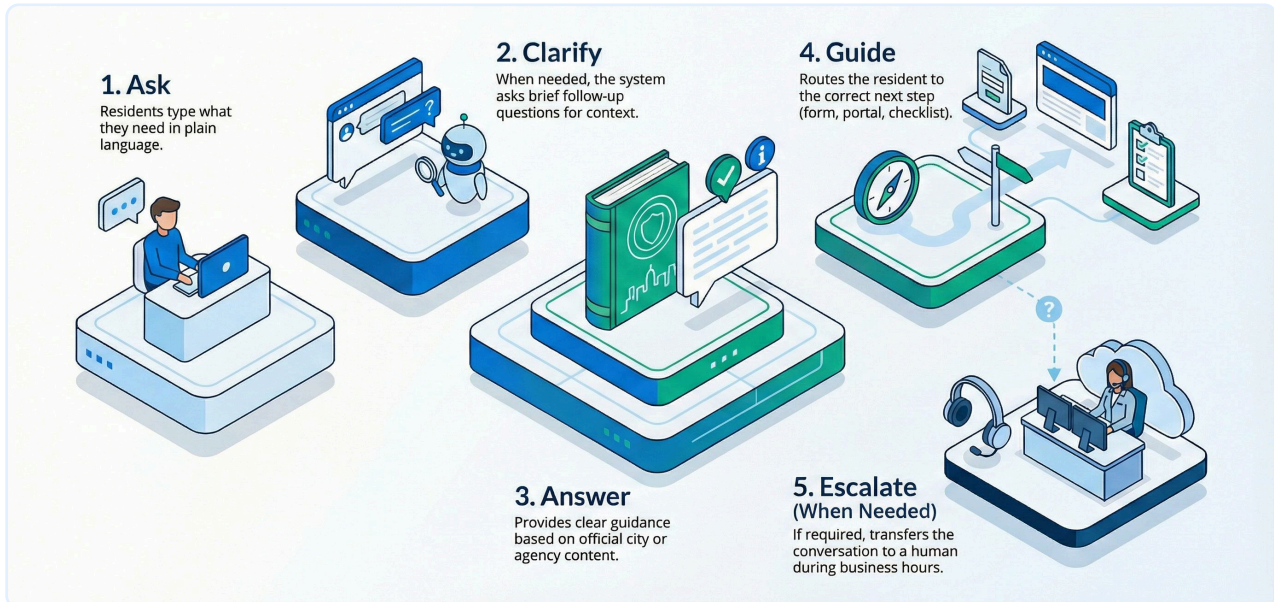 1. Ask
Residents type what
they need in plain
language.
2. Clarify
When needed, the system
asks brief follow-up
questions for context.
3. Answer
Provides clear guidance
based on official city or
agency content.
4. Guide
Routes the resident to
the correct next step
(form, portal, checklist).
5. Escalate
(When Needed)
If required, transfers the
conversation to a human
during business hours.
?
i
?